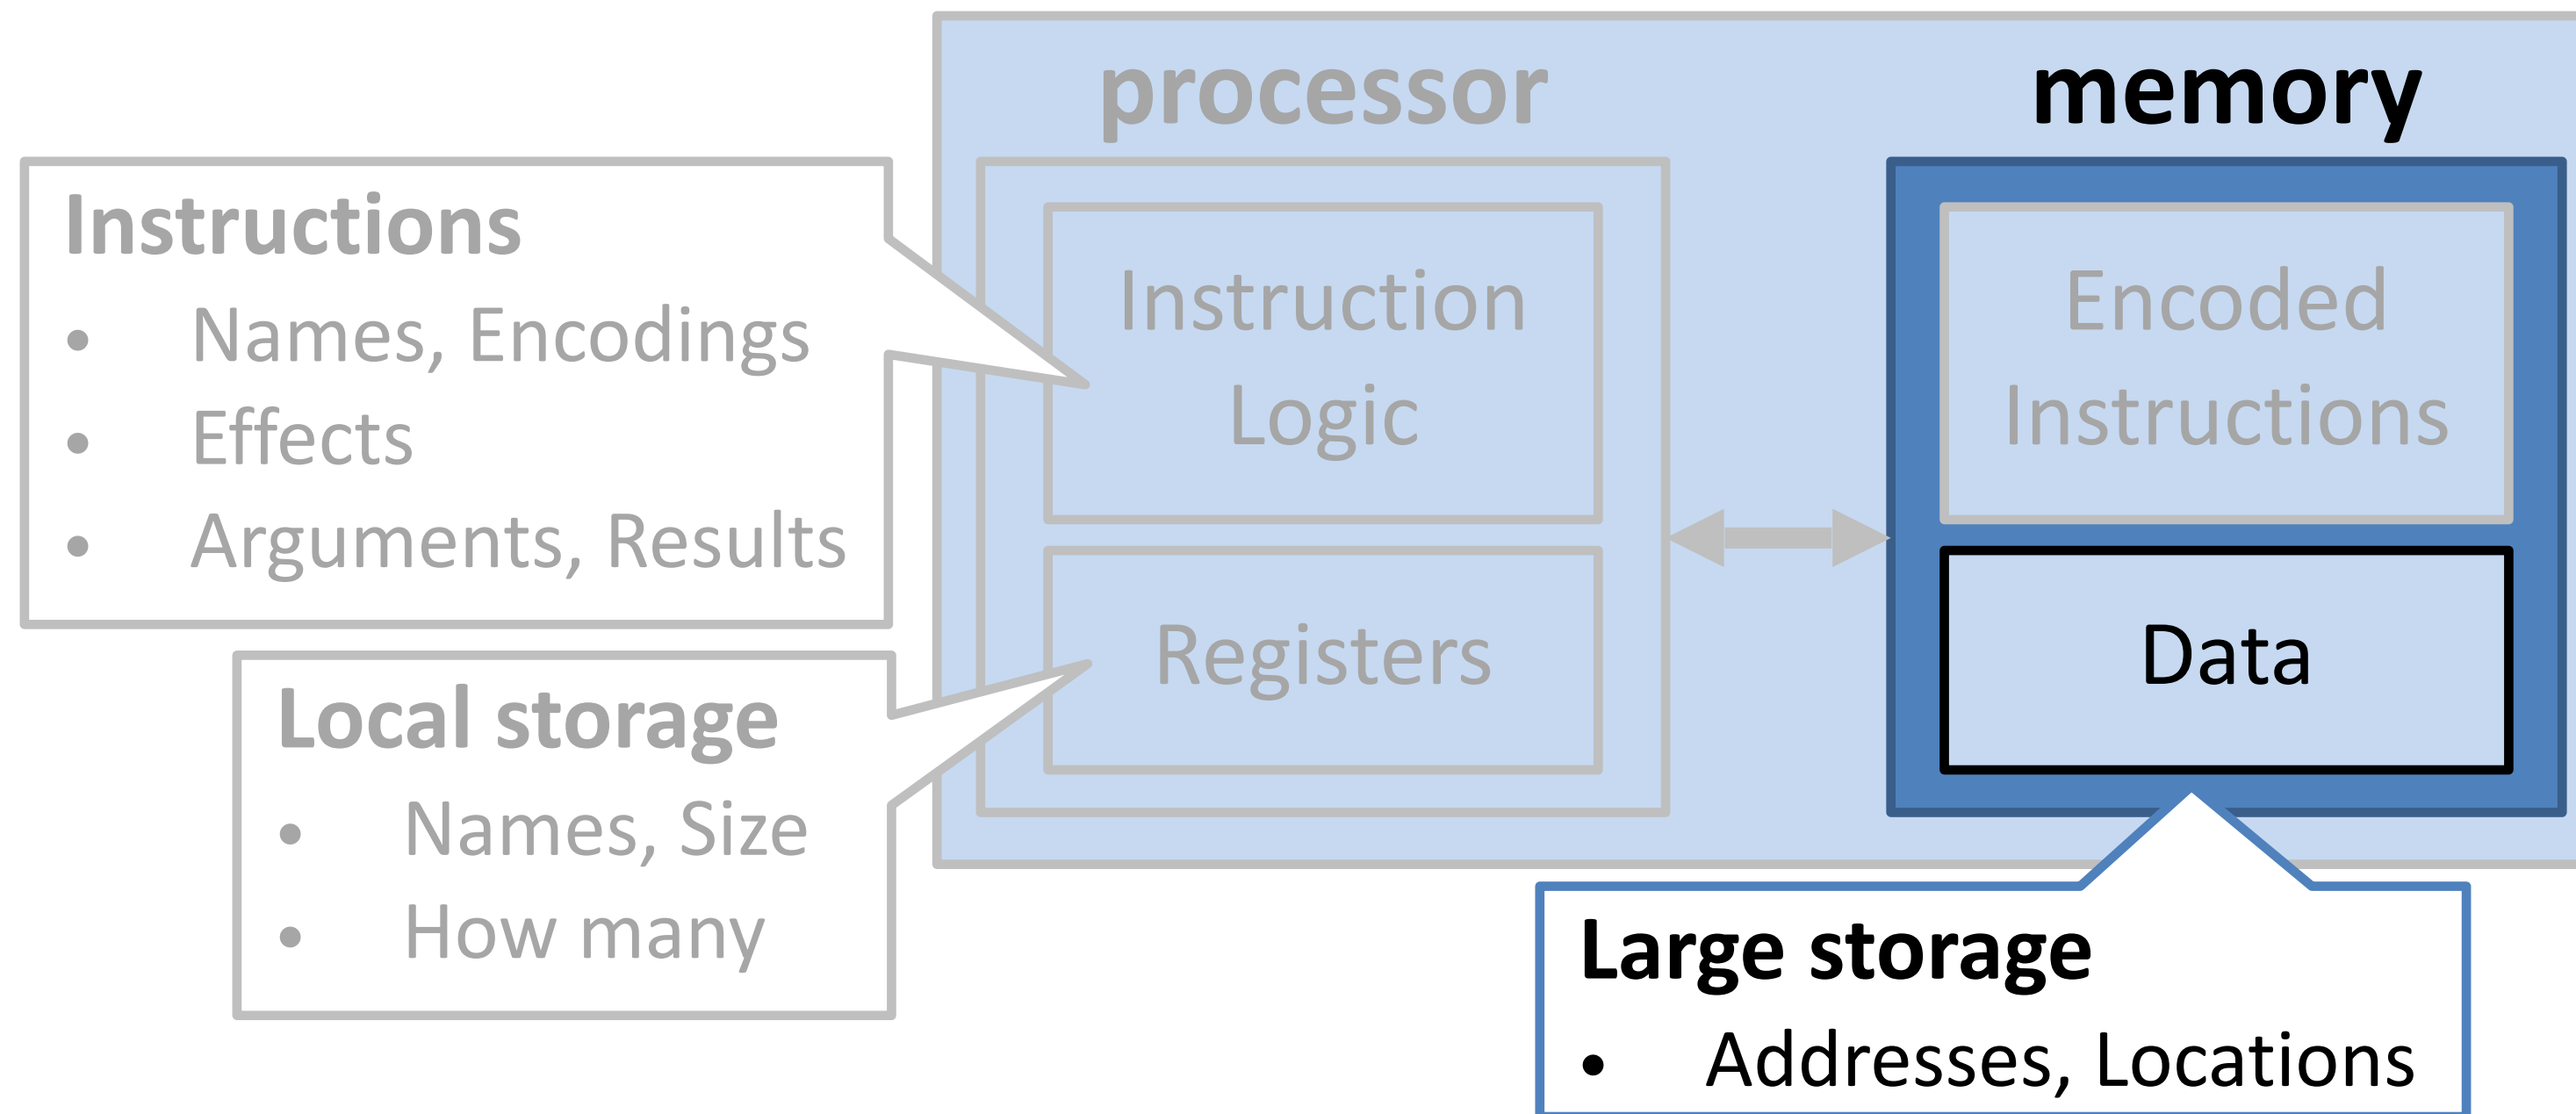 processor
memory
Instructions
• Names, Encodings
• Effects
• Arguments, Results
Instruction
Logic
Encoded
Instructions
Registers
Data
Local storage
• Names, Size
• How many
Large storage
• Addresses, Locations